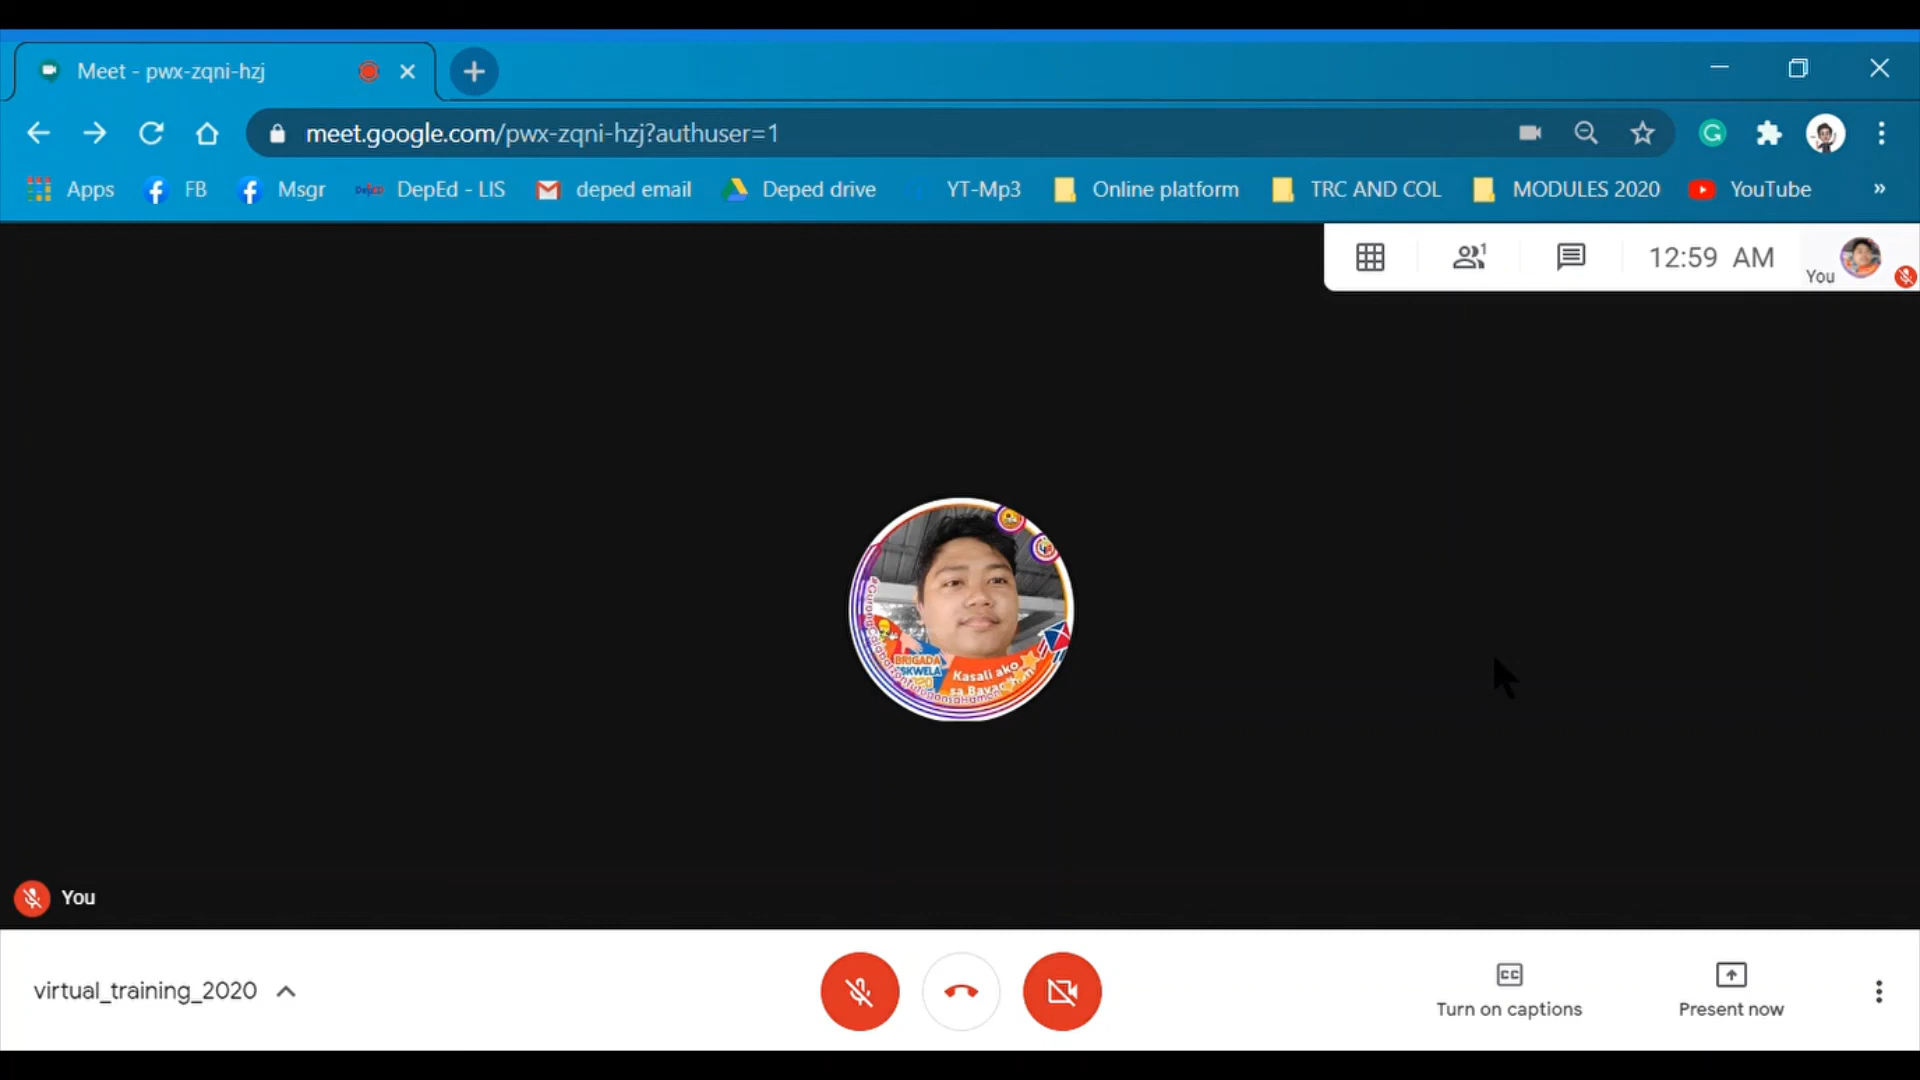 Meet - pwx-zqni-hzj
meet.google.com/pwx-zqni-hzj?authuser=1
Apps FB Msgr DepEd - LIS deped email Deped drive YT-Mp3 Online platform TRC AND COL MODULES 2020 YouTube »
1 12:59 AM You
BRIGADA
Kasali ako
You
virtual_training_2020
CC
Turn on captions Present now